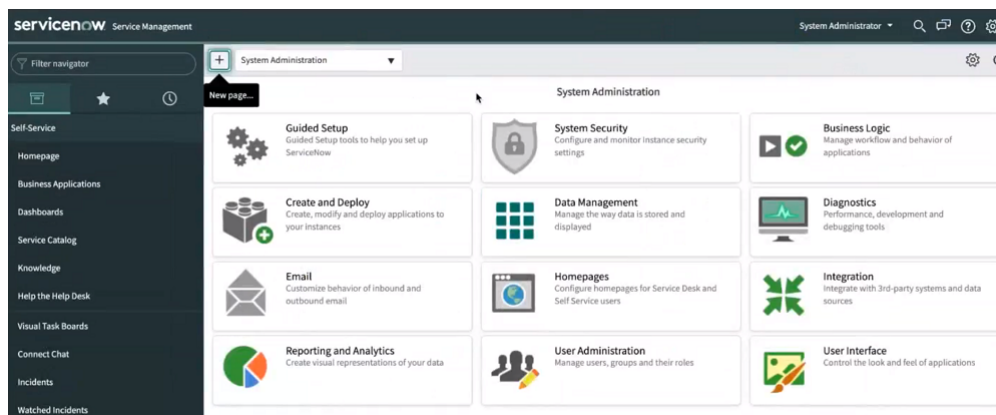 servicenow Service Management
System Administrator
Filter navigator
System Administration
New page...
Self-Service
Homepage
Business Applications
Dashboards
Service Catalog
Knowledge
Help the Help Desk
Visual Task Boards
Connect Chat
Incidents
Watched Incidents
System Administration
Guided Setup
Guided Setup tools to help you set up
ServiceNow
System Security
Configure and monitor instance security
settings
Business Logic
Manage workflow and behavior of
applications
Create and Deploy
Create, modify and deploy applications to
your instances
Data Management
Manage the way data is stored and
displayed
Diagnostics
Performance, development and
debugging tools
Email
Customize behavior of inbound and
outbound email
Homepages
Configure homepages for Service Desk and
Self Service users
Integration
Integrate with 3rd-party systems and data
sources
Reporting and Analytics
Create visual representations of your data
User Administration
Manage users, groups and their roles
User Interface
Control the look and feel of applications